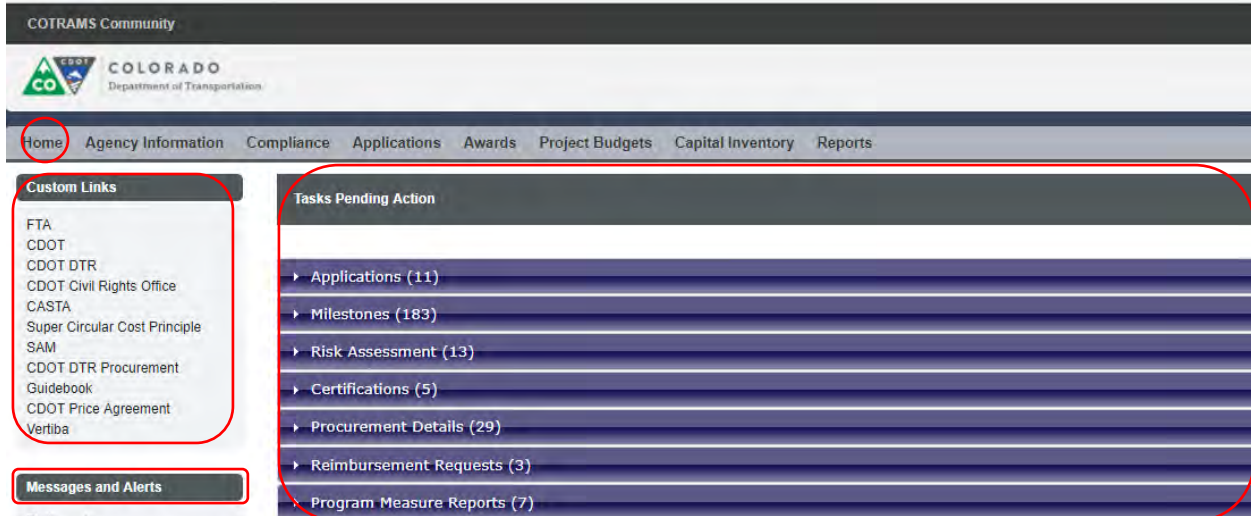 COTRAMS Community
CDOT
CO
COLORADO
Department of Transportation
Home Agency Information Compliance Applications Awards Project Budgets Capital Inventory Reports
Custom Links
FTA
CDOT
CDOT DTR
CDOT Civil Rights Office
CASTA
Super Circular Cost Principle
SAM
CDOT DTR Procurement
Guidebook
CDOT Price Agreement
Vertiba
Messages and Alerts
Tasks Pending Action
Applications (11)
Milestones (183)
Risk Assessment (13)
Certifications (5)
Procurement Details (29)
Reimbursement Requests (3)
Program Measure Reports (7)